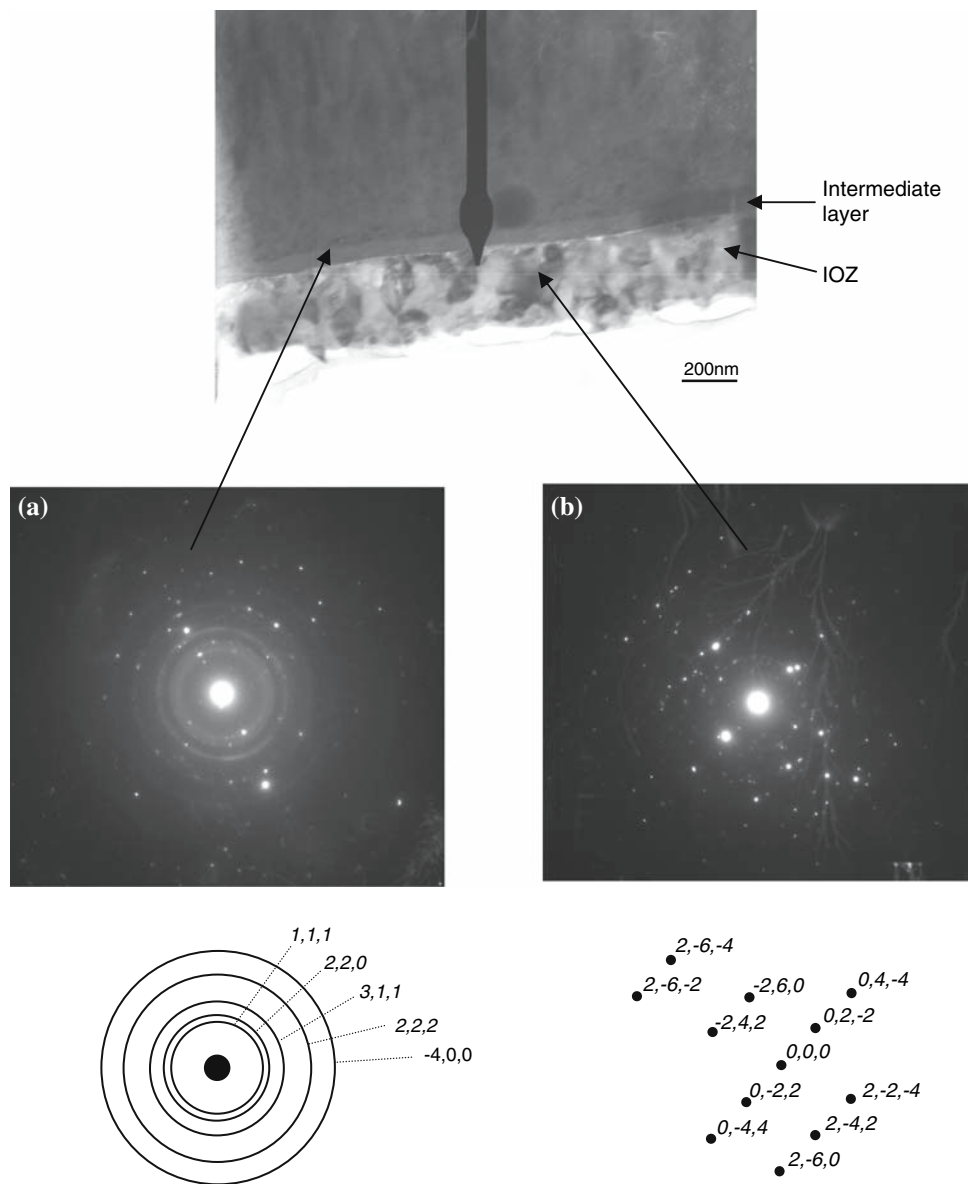 Intermediate
layer
IOZ
200nm
(a)
(b)
1,1,1
2,2,0
3,1,1
2,2,2
-4,0,0
2,-6,-4
2,-6,-2
-2,6,0
0,4,-4
-2,4,2
0,2,-2
0,0,0
0,-2,2
2,-2,-4
0,-4,4
2,-4,2
2,-6,0